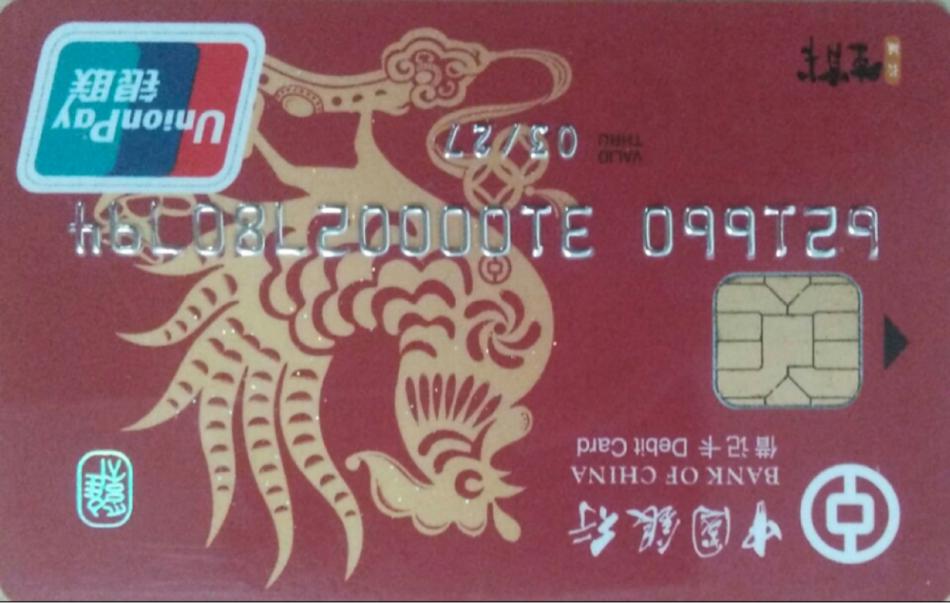 中國銀行
BANK OF CHINA
借记卡 Debit Card
621660
VALID THRU 03/27
UnionPay
银联